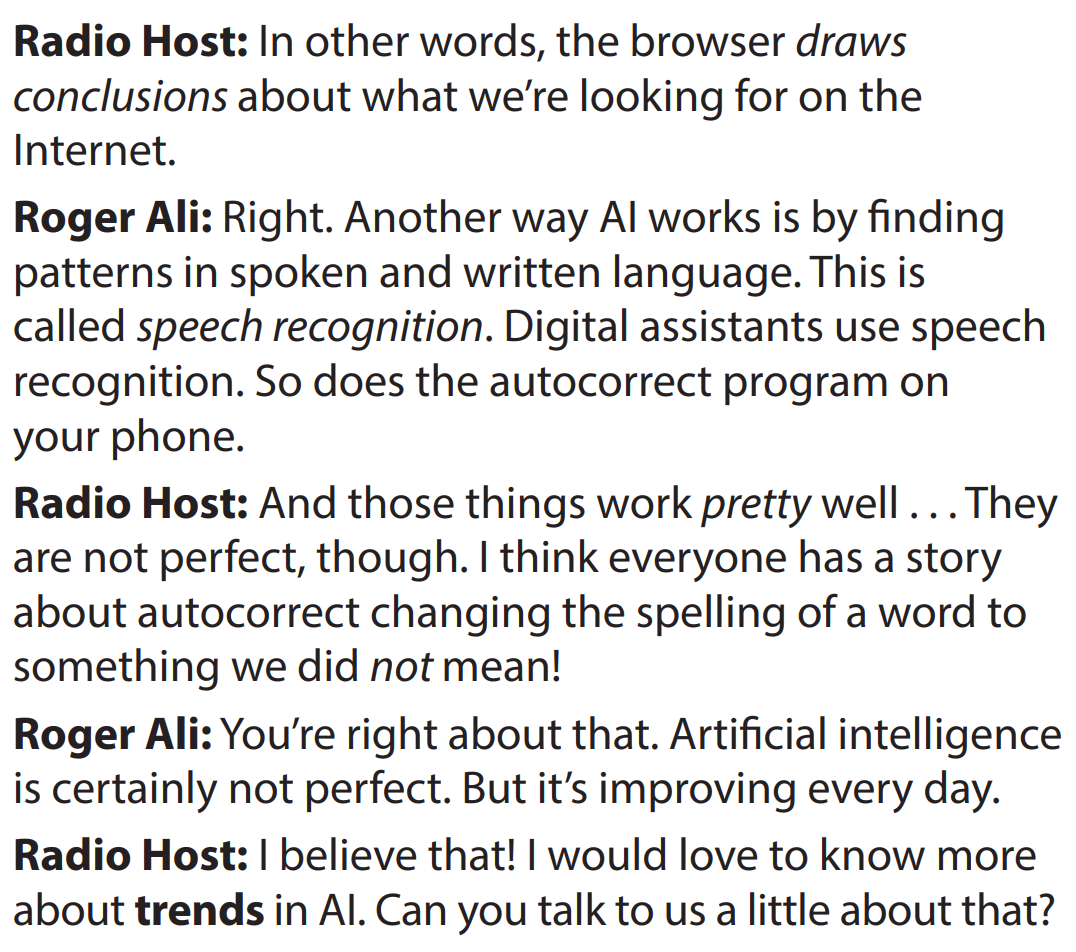 Radio Host: In other words, the browser draws
conclusions about what we’re looking for on the
Internet.
Roger Ali: Right. Another way AI works is by finding
patterns in spoken and written language. This is
called speech recognition. Digital assistants use speech
recognition. So does the autocorrect program on
your phone.
Radio Host: And those things work pretty well . . . They
are not perfect, though. I think everyone has a story
about autocorrect changing the spelling of a word to
something we did not mean!
Roger Ali: You’re right about that. Artificial intelligence
is certainly not perfect. But it’s improving every day.
Radio Host: I believe that! I would love to know more
about trends in AI. Can you talk to us a little about that?